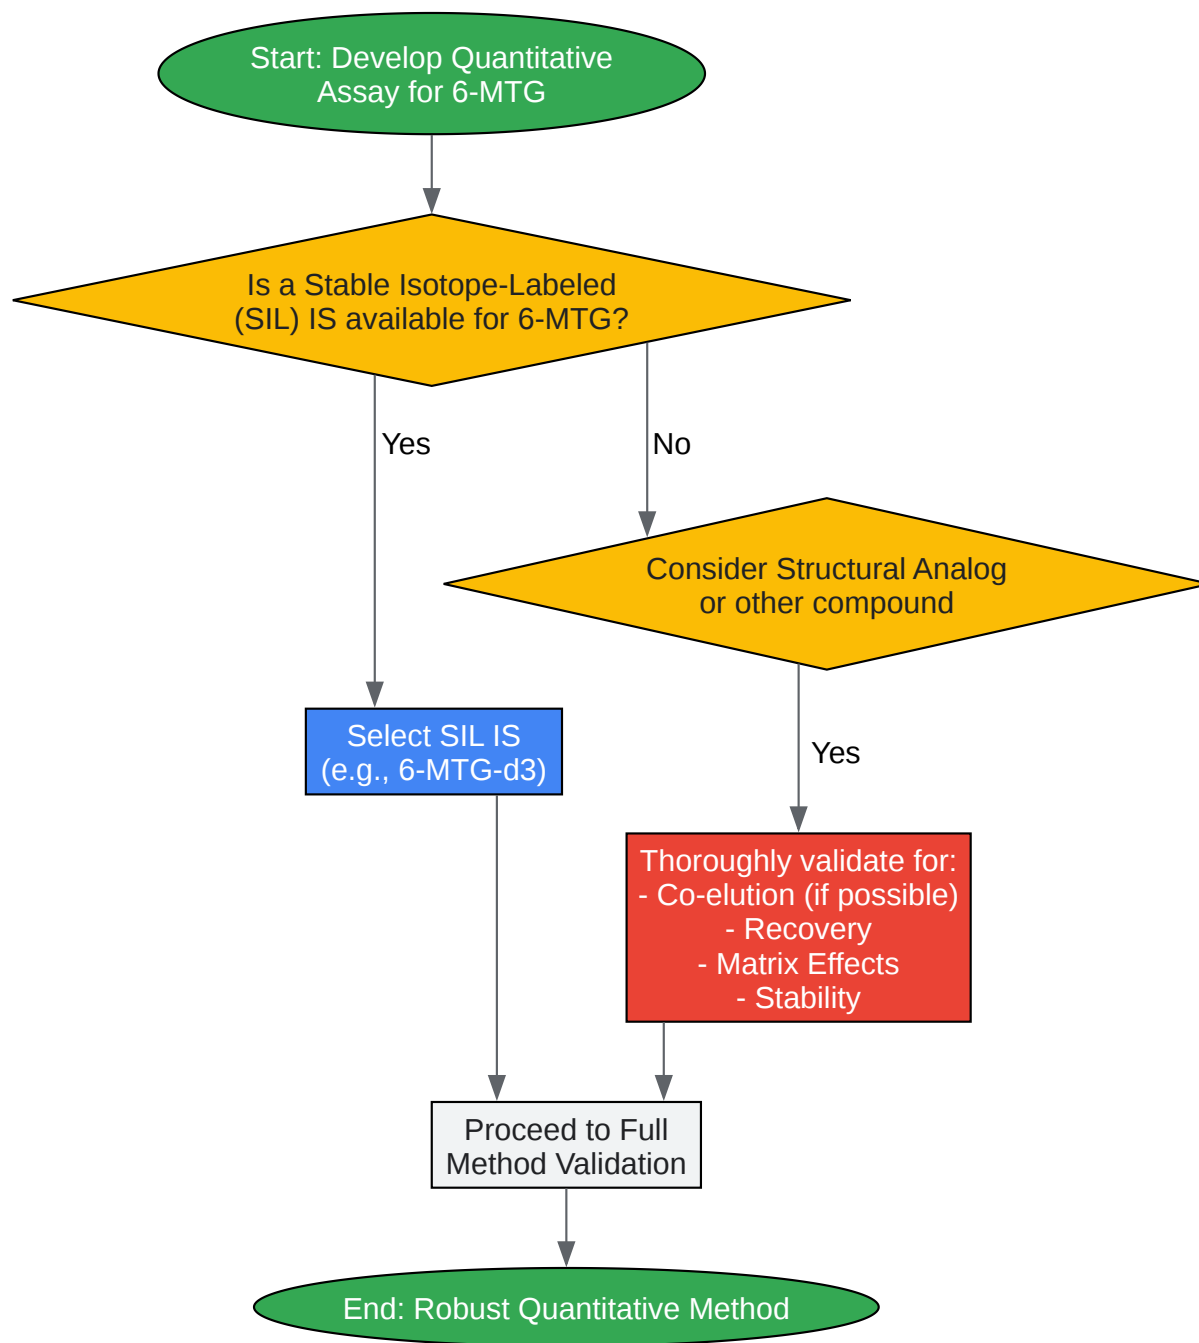 Start: Develop Quantitative
Assay for 6-MTG
Is a Stable Isotope-Labeled
(SIL) IS available for 6-MTG?
Yes
No
Consider Structural Analog
or other compound
Select SIL IS
(e.g., 6-MTG-d3)
Yes
Thoroughly validate for:
- Co-elution (if possible)
- Recovery
- Matrix Effects
- Stability
Proceed to Full
Method Validation
End: Robust Quantitative Method